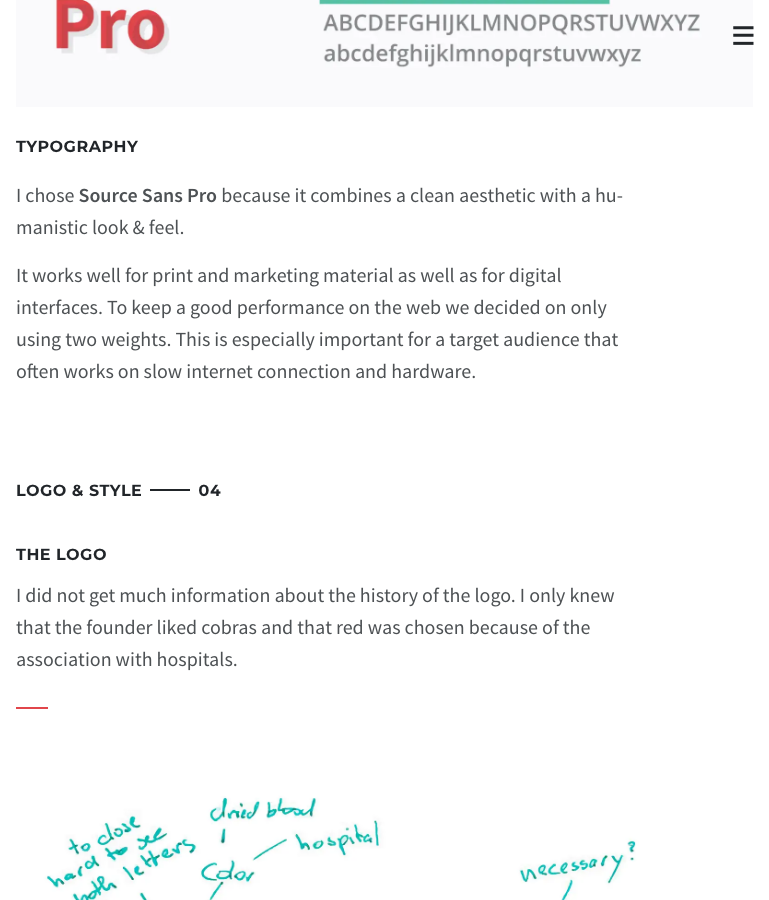 Pro
ABCDEFGHIJKLMNOPQRSTUVWXYZ
abcdefghijklmnopqrstuvwxyz
TYPOGRAPHY
I chose Source Sans Pro because it combines a clean aesthetic with a hu-
manistic look & feel.
It works well for print and marketing material as well as for digital
interfaces. To keep a good performance on the web we decided on only
using two weights. This is especially important for a target audience that
often works on slow internet connection and hardware.
LOGO & STYLE 04
THE LOGO
I did not get much information about the history of the logo. I only knew
that the founder liked cobras and that red was chosen because of the
association with hospitals.
dried blood
to close
hard to see
both letters
hospital
Color
necessary?